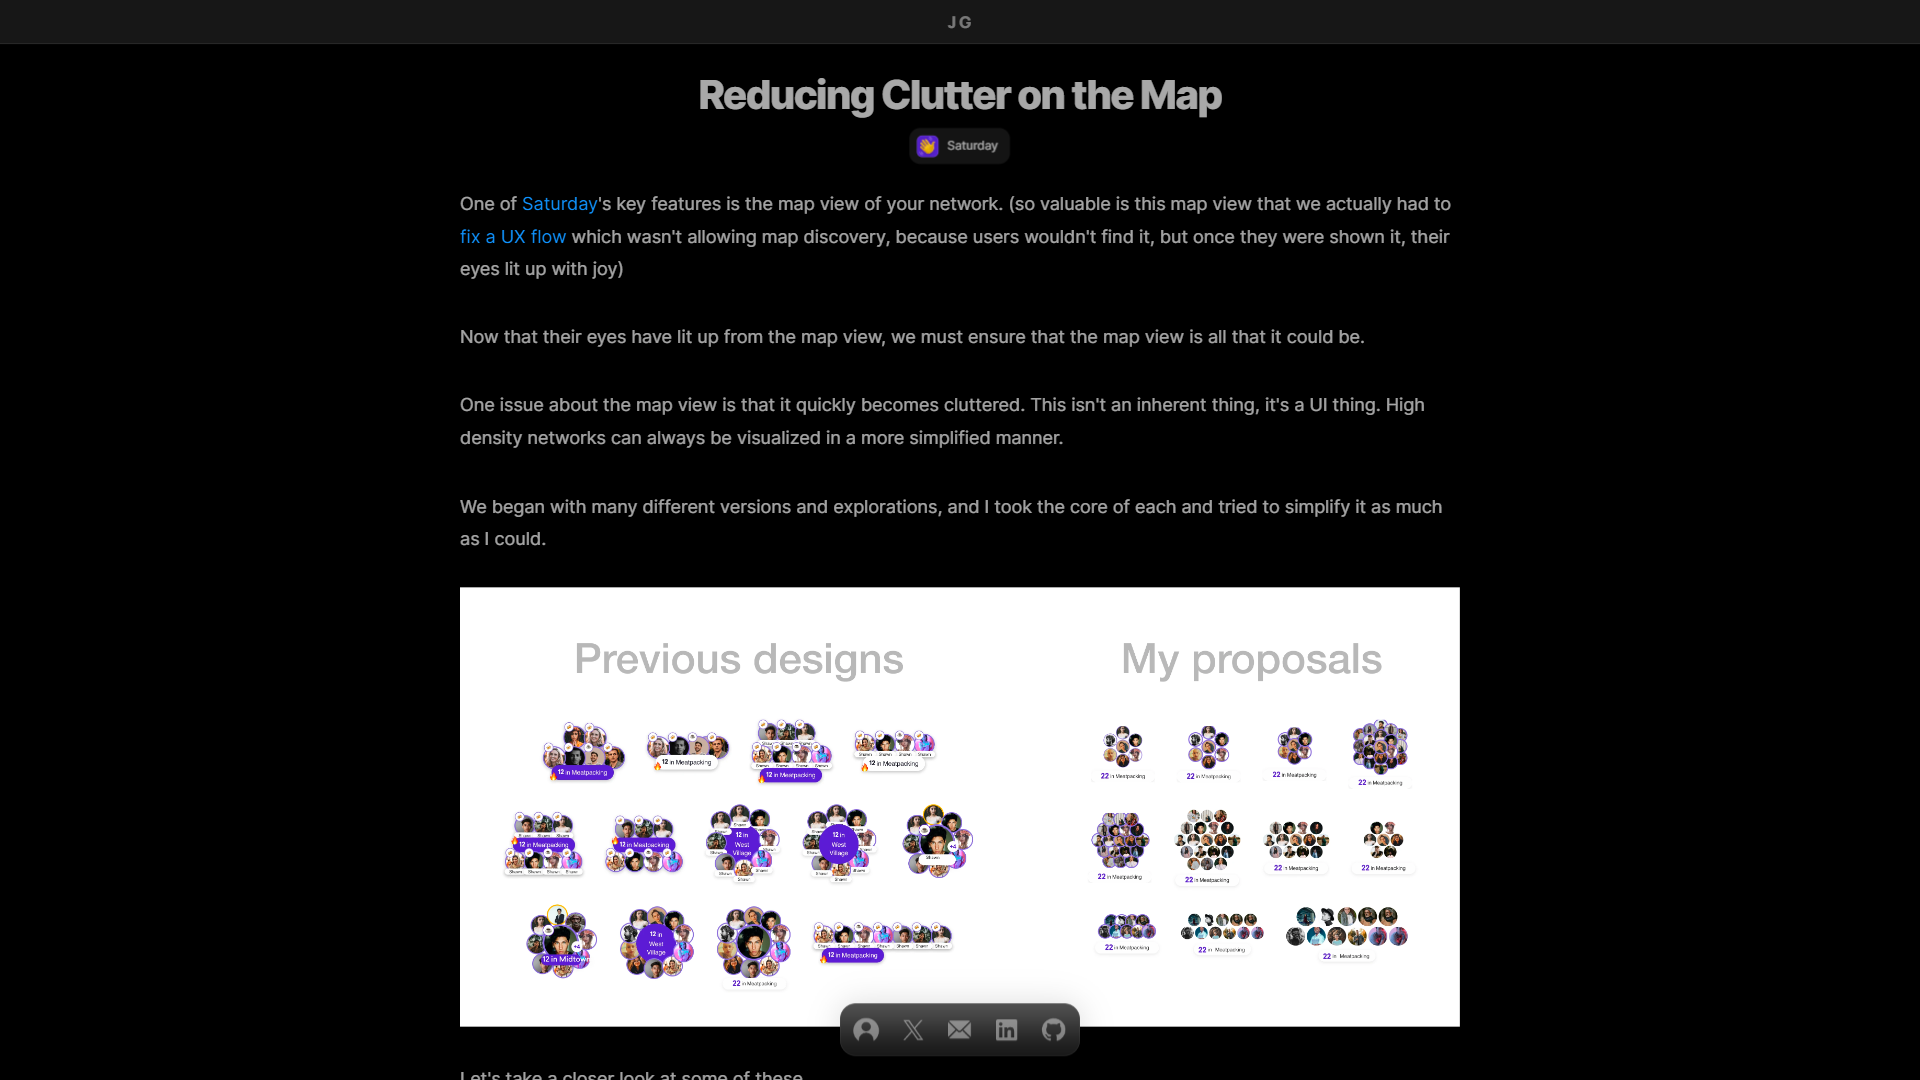 JG
Reducing Clutter on the Map
Saturday
One of Saturday's key features is the map view of your network. (so valuable is this map view that we actually had to
fix a UX flow which wasn't allowing map discovery, because users wouldn't find it, but once they were shown it, their
eyes lit up with joy)
Now that their eyes have lit up from the map view, we must ensure that the map view is all that it could be.
One issue about the map view is that it quickly becomes cluttered. This isn't an inherent thing, it's a UI thing. High
density networks can always be visualized in a more simplified manner.
We began with many different versions and explorations, and I took the core of each and tried to simplify it as much
as I could.
Previous designs
My proposals
12 in Meatpacking
12 in Meatpacking
12 in Meatpacking
12 in Meatpacking
22 in Meatpacking
22 in Meatpacking
22 in Meatpacking
22 in Meatpacking
12 in Meatpacking
12 in Meatpacking
12 in
West
Village
12 in
West
Village
Shawn
+4
22 in Meatpacking
22 in Meatpacking
22 in Meatpacking
22 in Meatpacking
+4
12 in Midtown
12 in
West
Village
22 in Meatpacking
12 in Meatpacking
22 in Meatpacking
22 in Meatpacking
22 in Meatpacking
Let's take a closer look at some of these